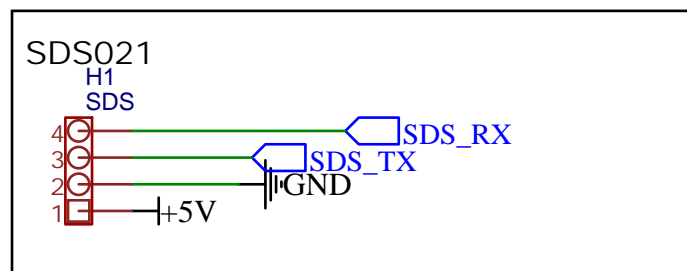 SDS021
H1
SDS
4 SDS_RX
3 SDS_TX
2 GND
1 +5V